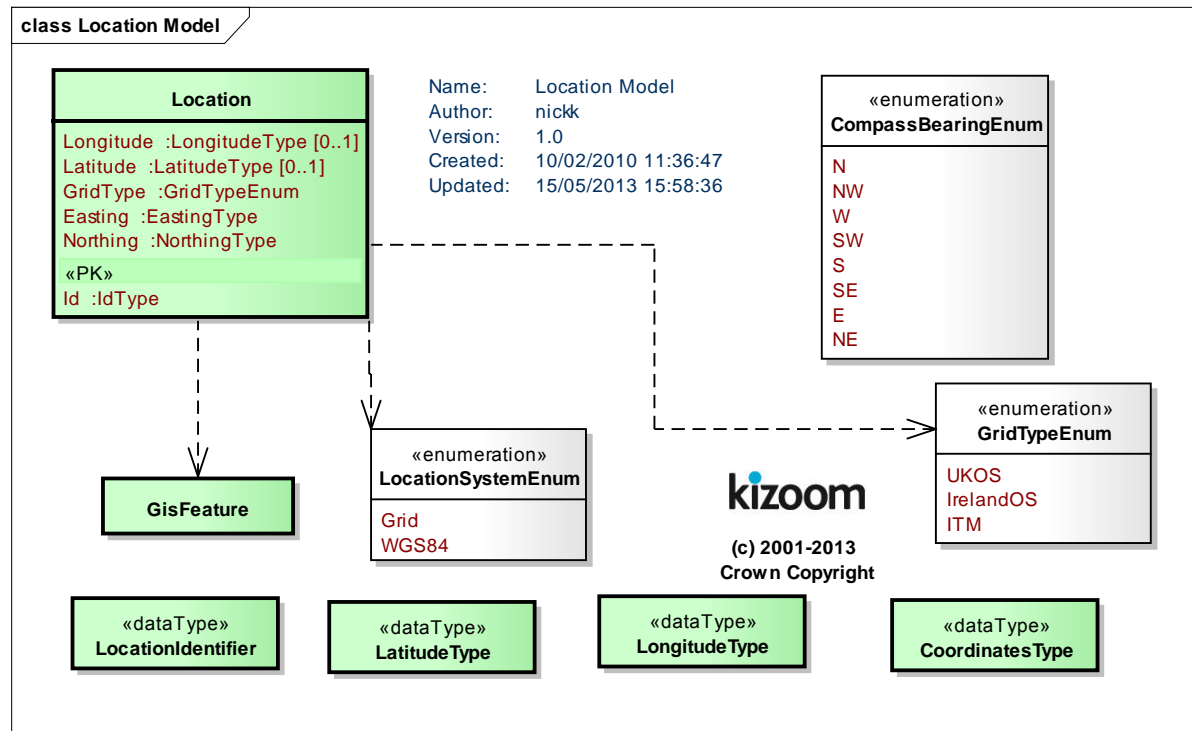 class Location Model
Location
Longitude :LongitudeType [0..1]
Latitude :LatitudeType [0..1]
GridType :GridTypeEnum
Easting :EastingType
Northing :NorthingType
«PK»
Id :IdType
Name: Location Model
Author: nickk
Version: 1.0
Created: 10/02/2010 11:36:47
Updated: 15/05/2013 15:58:36
«enumeration»
CompassBearingEnum
N
NW
W
SW
S
SE
E
NE
«enumeration»
GridTypeEnum
UKOS
IrelandOS
ITM
«enumeration»
LocationSystemEnum
Grid
WGS84
GisFeature
kizoom
(c) 2001-2013
Crown Copyright
«dataType»
LocationIdentifier
«dataType»
LatitudeType
«dataType»
LongitudeType
«dataType»
CoordinatesType